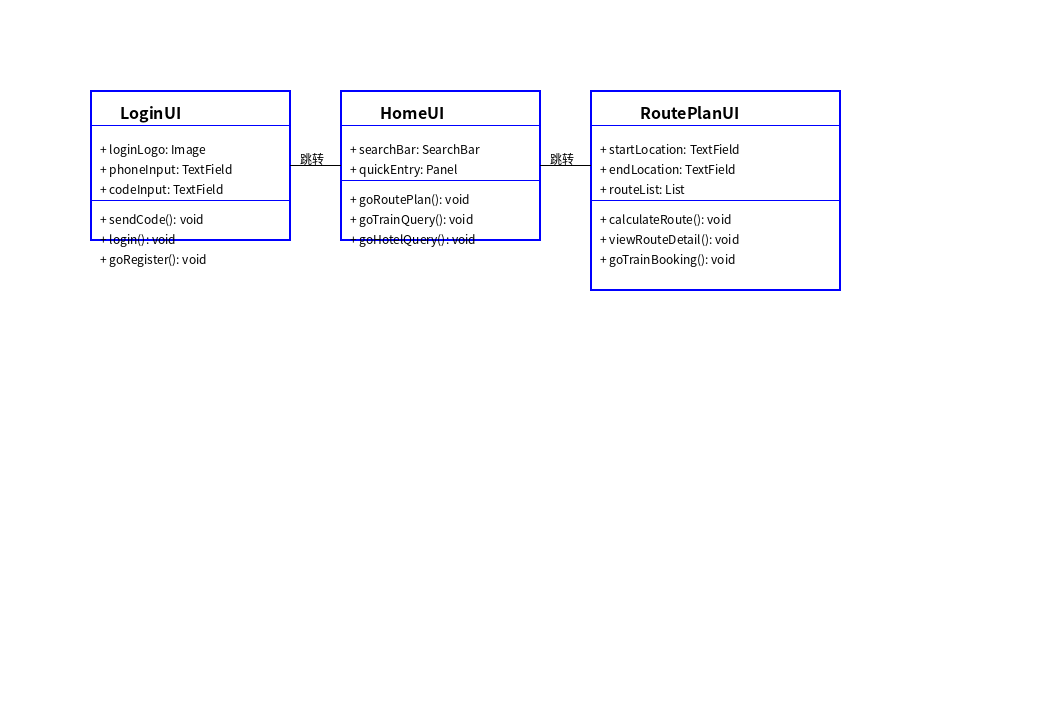 LoginUI
+ loginLogo: Image
+ phoneInput: TextField
+ codeInput: TextField
+ sendCode(): void
+ login(): void
+ goRegister(): void
跳转
HomeUI
+ searchBar: SearchBar
+ quickEntry: Panel
+ goRoutePlan(): void
+ goTrainQuery(): void
+ goHotelQuery(): void
跳转
RoutePlanUI
+ startLocation: TextField
+ endLocation: TextField
+ routeList: List
+ calculateRoute(): void
+ viewRouteDetail(): void
+ goTrainBooking(): void